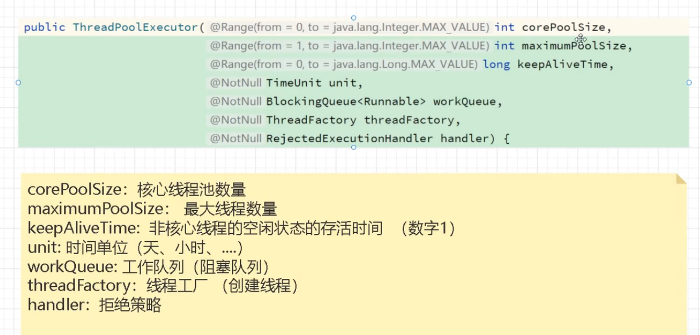 public ThreadPoolExecutor( @Range(from = 0, to = java.lang.Integer.MAX_VALUE) int corePoolSize,
@Range(from = 1, to = java.lang.Integer.MAX_VALUE) int maximumPoolSize,
@Range(from = 0, to = java.lang.Long.MAX_VALUE) long keepAliveTime,
@NotNull TimeUnit unit,
@NotNull BlockingQueue<Runnable> workQueue,
@NotNull ThreadFactory threadFactory,
@NotNull RejectedExecutionHandler handler) {
corePoolSize：核心线程池数量
maximumPoolSize： 最大线程数量
keepAliveTime: 非核心线程的空闲状态的存活时间 （数字1）
unit: 时间单位（天、小时、....）
workQueue: 工作队列（阻塞队列）
threadFactory：线程工厂 （创建线程）
handler：拒绝策略